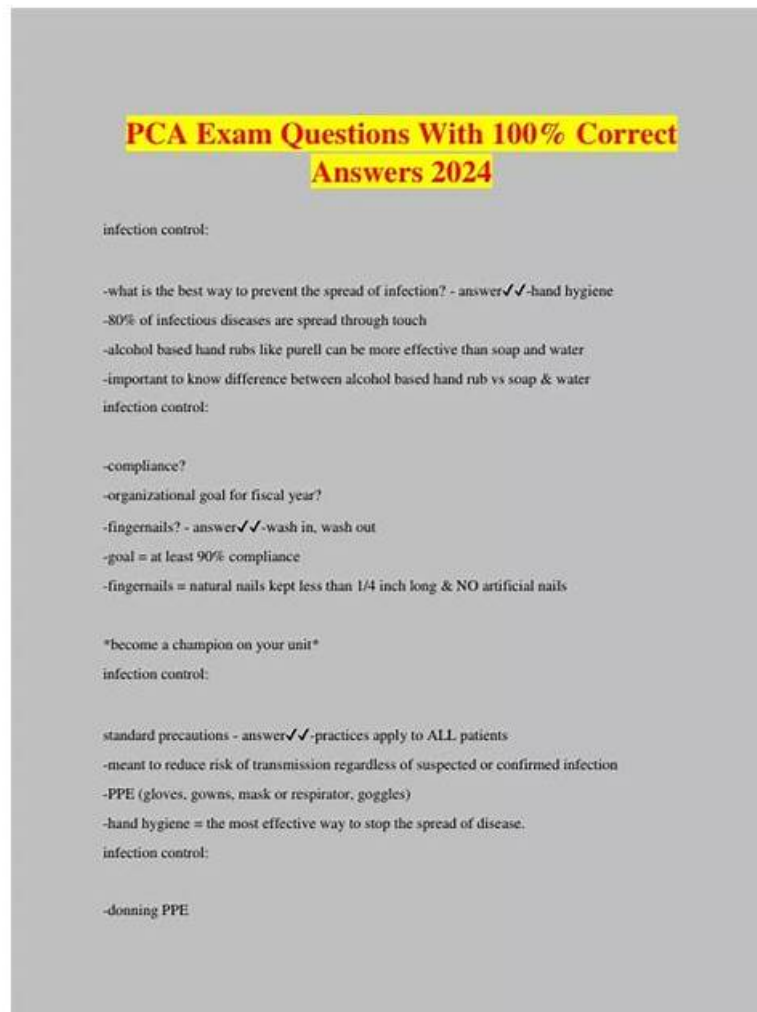 PCA Exam Questions With 100% Correct
Answers 2024
infection control:
-what is the best way to prevent the spread of infection? - answer✓✓-hand hygiene
-80% of infectious diseases are spread through touch
-alcohol based hand rubs like purell can be more effective than soap and water
-important to know difference between alcohol based hand rub vs soap & water
infection control:
-compliance?
-organizational goal for fiscal year?
-fingernails? - answer✓✓-wash in, wash out
-goal = at least 90% compliance
-fingernails = natural nails kept less than 1/4 inch long & NO artificial nails
*become a champion on your unit*
infection control:
standard precautions - answer✓✓-practices apply to ALL patients
-meant to reduce risk of transmission regardless of suspected or confirmed infection
-PPE (gloves, gowns, mask or respirator, goggles)
-hand hygiene = the most effective way to stop the spread of disease.
infection control:
-donning PPE